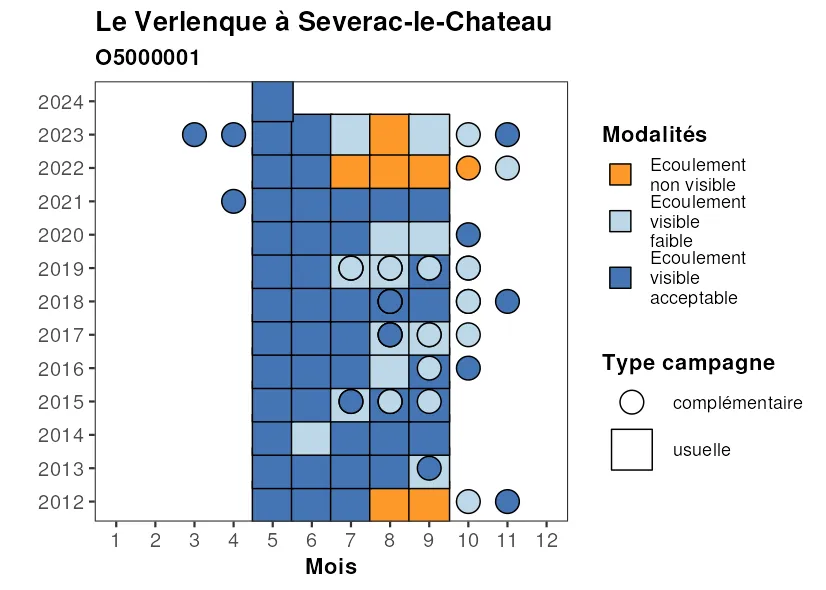 Le Verlenque à Severac-le-Chateau
O5000001
2024
2023
2022
2021
2020
2019
2018
2017
2016
2015
2014
2013
2012
1 2 3 4 5 6 7 8 9 10 11 12
Mois
Modalités
Ecoulement
non visible
Ecoulement
visible
faible
Ecoulement
visible
acceptable
Type campagne
complémentaire
usuelle